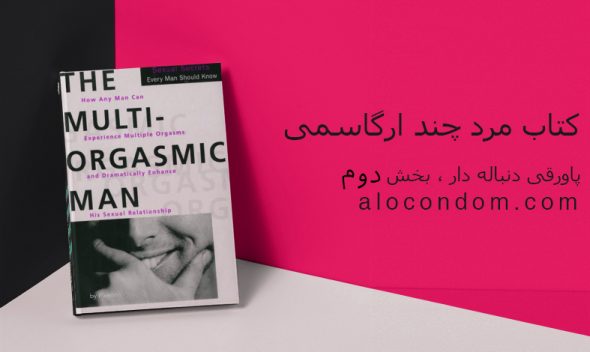 Sexual Secrets
Every Man Should Know
THE
How Any Man Can
MULTI-
Experience Multiple Orgasms
ORGASMIC
and Dramatically Enhance
MAN
His Sexual Relationship
by
کتاب مرد چند ارگاسمی
پاورقی دنباله دار ، بخش دوم
alocondom.com